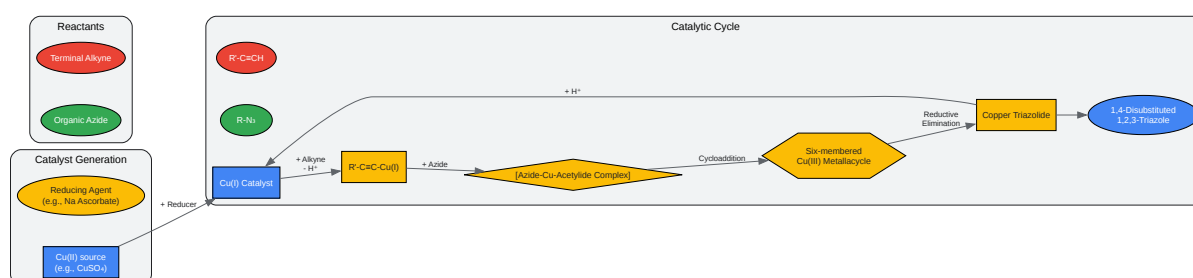 Reactants
Terminal Alkyne
Organic Azide
Catalyst Generation
Reducing Agent
(e.g., Na Ascorbate)
Cu(II) source
(e.g., CuSO₄)
+ Reducer
Catalytic Cycle
R'-C≡CH
R-N₃
+ H⁺
Cu(I) Catalyst
+ Alkyne
- H⁺
R'-C≡C-Cu(I)
+ Azide
[Azide-Cu-Acetylide Complex]
Cycloaddition
Six-membered
Cu(III) Metallacycle
Reductive
Elimination
Copper Triazolide
1,4-Disubstituted
1,2,3-Triazole